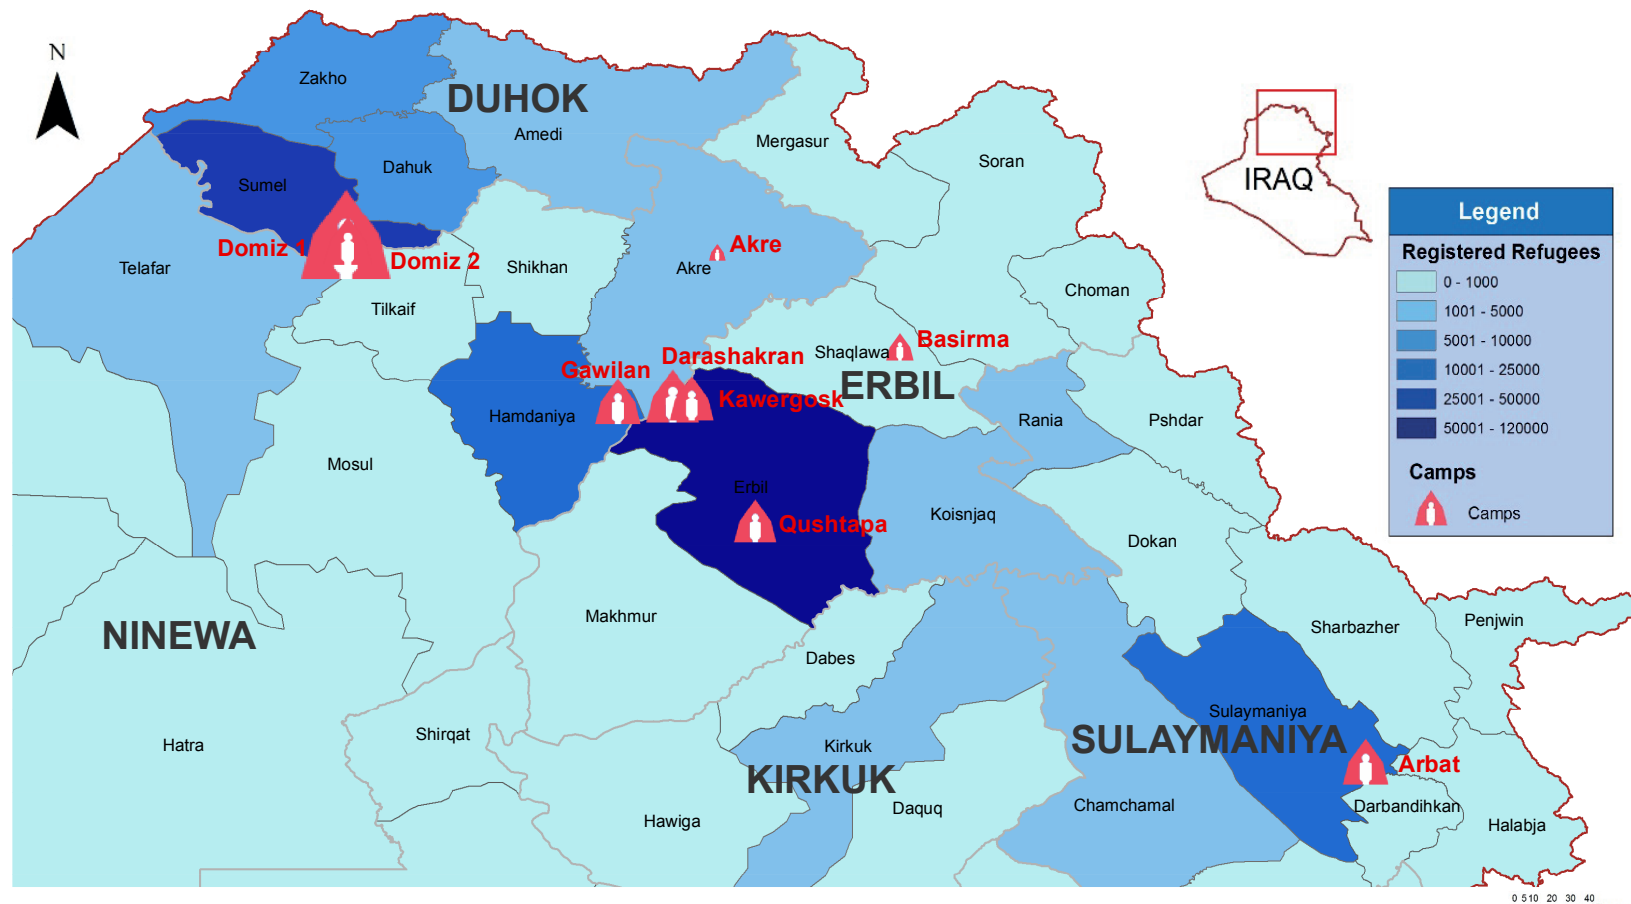 N
Zakho
DUHOK
Amedi
Mergasur
Soran
Dahuk
Sumel
IRAQ
Legend
Registered Refugees
0 - 1000
1001 - 5000
5001 - 10000
10001 - 25000
25001 - 50000
50001 - 120000
Camps
Camps
Domiz 1
Domiz 2
Akre
Akre
Telafar
Shikhan
Choman
Tilkaif
Basirma
Shaqlawa
Darashakran
Gawilan
ERBIL
Kawergosk
Hamdaniya
Rania
Pshdar
Mosul
Erbil
Qushtapa
Koisnjaq
Dokan
Makhmur
NINEWA
Dabes
Sharbazher
Penjwin
Sulaymaniya
SULAYMANIYA
Shirqat
Hatra
Kirkuk
KIRKUK
Arbat
Daquq
Chamchamal
Darbandihkan
Hawiga
Halabja
0 5 10 20 30 40